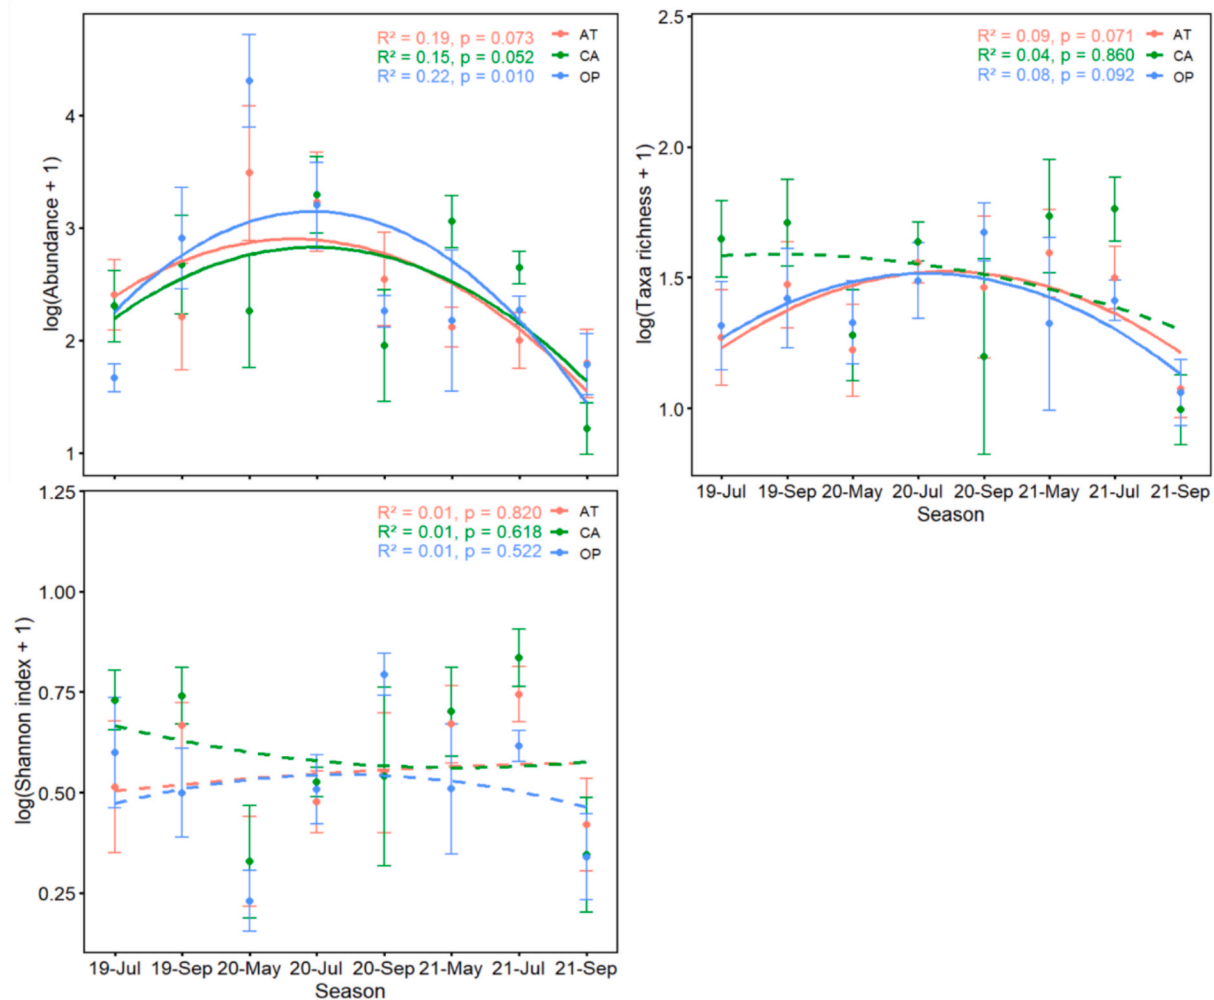 R² = 0.19, p = 0.073 AT
R² = 0.15, p = 0.052 CA
R² = 0.22, p = 0.010 OP
log(Abundance + 1)
4
3
2
1
R² = 0.09, p = 0.071 AT
R² = 0.04, p = 0.860 CA
R² = 0.08, p = 0.092 OP
log(Taxa richness + 1)
2.5
2.0
1.5
1.0
19-Jul 19-Sep 20-May 20-Jul 20-Sep 21-May 21-Jul 21-Sep
Season
R² = 0.01, p = 0.820 AT
R² = 0.01, p = 0.618 CA
R² = 0.01, p = 0.522 OP
log(Shannon index + 1)
1.25
1.00
0.75
0.50
0.25
19-Jul 19-Sep 20-May 20-Jul 20-Sep 21-May 21-Jul 21-Sep
Season